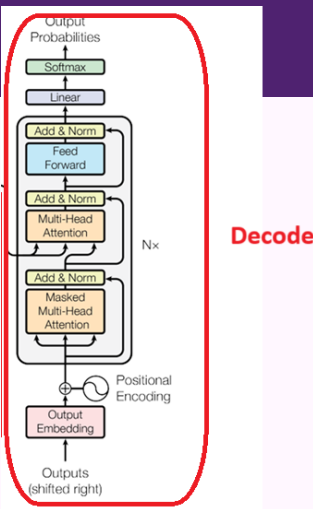 Output
Probabilities
Softmax
Linear
Add & Norm
Feed
Forward
Add & Norm
Multi-Head
Attention
N×
Decode
Add & Norm
Masked
Multi-Head
Attention
Positional
Encoding
Output
Embedding
Outputs
(shifted right)